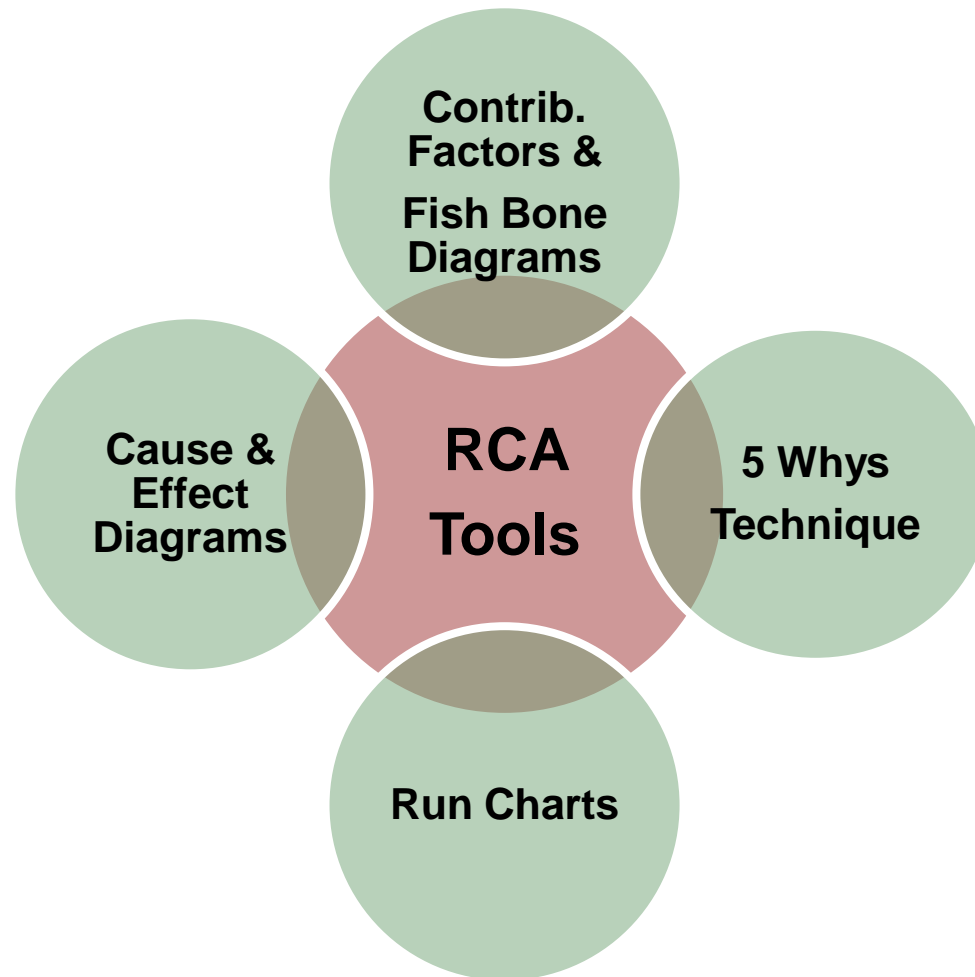 Contrib.
Factors &
Fish Bone
Diagrams
Cause &
Effect
Diagrams
RCA
Tools
5 Whys
Technique
Run Charts